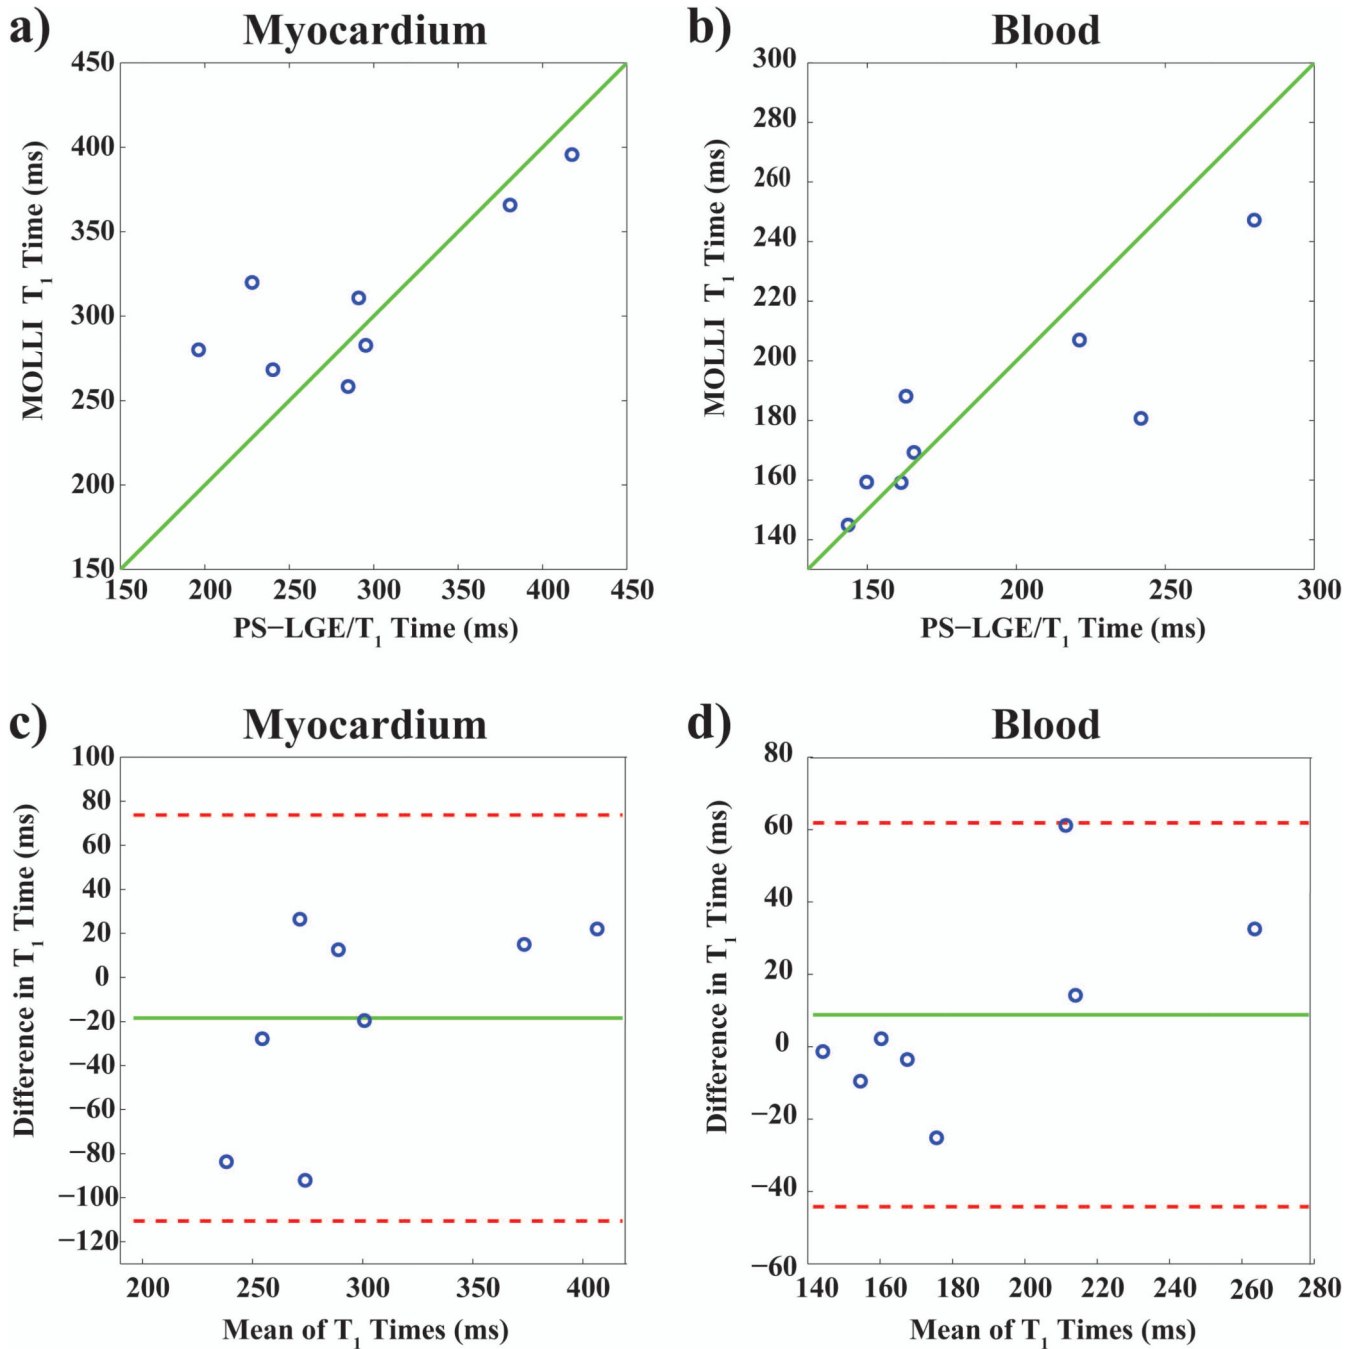 a) Myocardium
450
400
350
300
250
200
150
MOLLI T1 Time (ms)
150 200 250 300 350 400 450
PS−LGE/T1 Time (ms)
b) Blood
300
280
260
240
220
200
180
160
140
MOLLI T1 Time (ms)
150 200 250 300
PS−LGE/T1 Time (ms)
c) Myocardium
100
80
60
40
20
0
−20
−40
−60
−80
−100
−120
Difference in T1 Time (ms)
200 250 300 350 400
Mean of T1 Times (ms)
d) Blood
80
60
40
20
0
−20
−40
−60
Difference in T1 Time (ms)
140 160 180 200 220 240 260 280
Mean of T1 Times (ms)